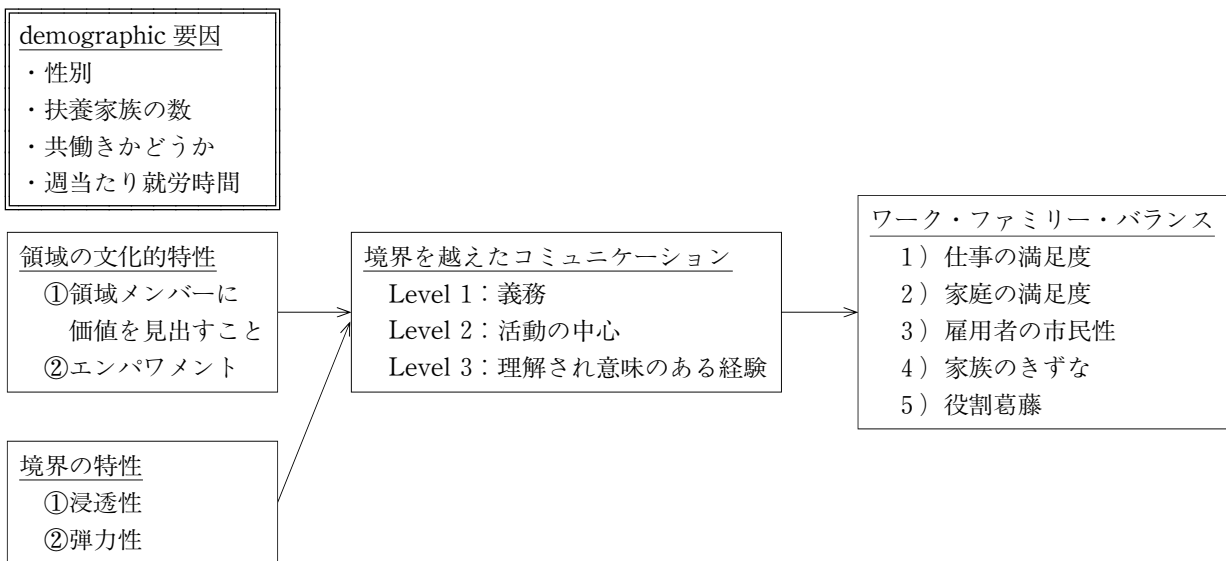 demographic 要因
・性別
・扶養家族の数
・共働きかどうか
・週当たり就労時間
領域の文化的特性
①領域メンバーに
価値を見出すこと
②エンパワメント
境界の特性
①浸透性
②弾力性
境界を越えたコミュニケーション
Level 1：義務
Level 2：活動の中心
Level 3：理解され意味のある経験
ワーク・ファミリー・バランス
1）仕事の満足度
2）家庭の満足度
3）雇用者の市民性
4）家族のきずな
5）役割葛藤